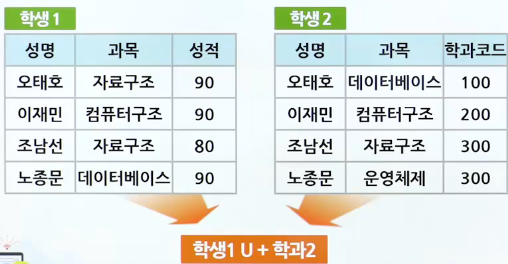 학생1 학생2
성명 과목 성적 성명 과목 학과코드
오태호 자료구조 90 오태호 데이터베이스 100
이재민 컴퓨터구조 90 이재민 컴퓨터구조 200
조남선 자료구조 80 조남선 자료구조 300
노종문 데이터베이스 90 노종문 운영체제 300
학생1 U + 학과2